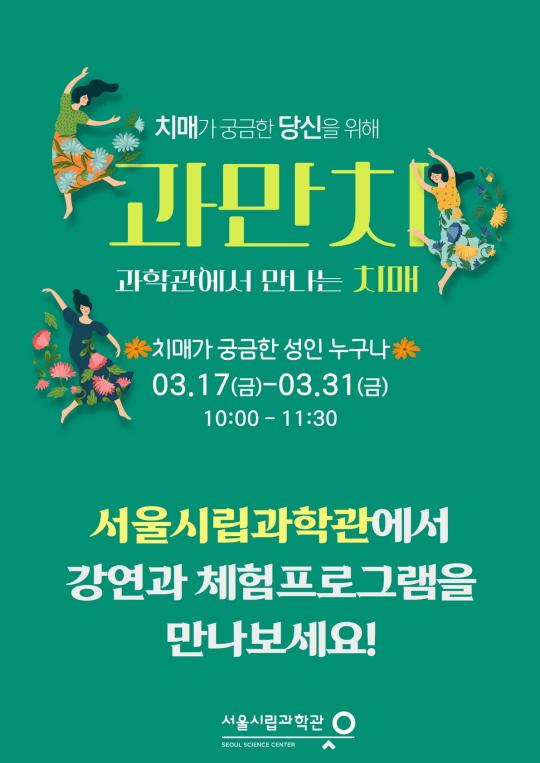 치매가 궁금한 당신을 위해
과만치
과학관에서 만나는 치매
치매가 궁금한 성인 누구나
03.17(금)-03.31(금)
10:00 - 11:30
서울시립과학관에서
강연과 체험프로그램을
만나보세요!
서울시립과학관
SEOUL SCIENCE CENTER